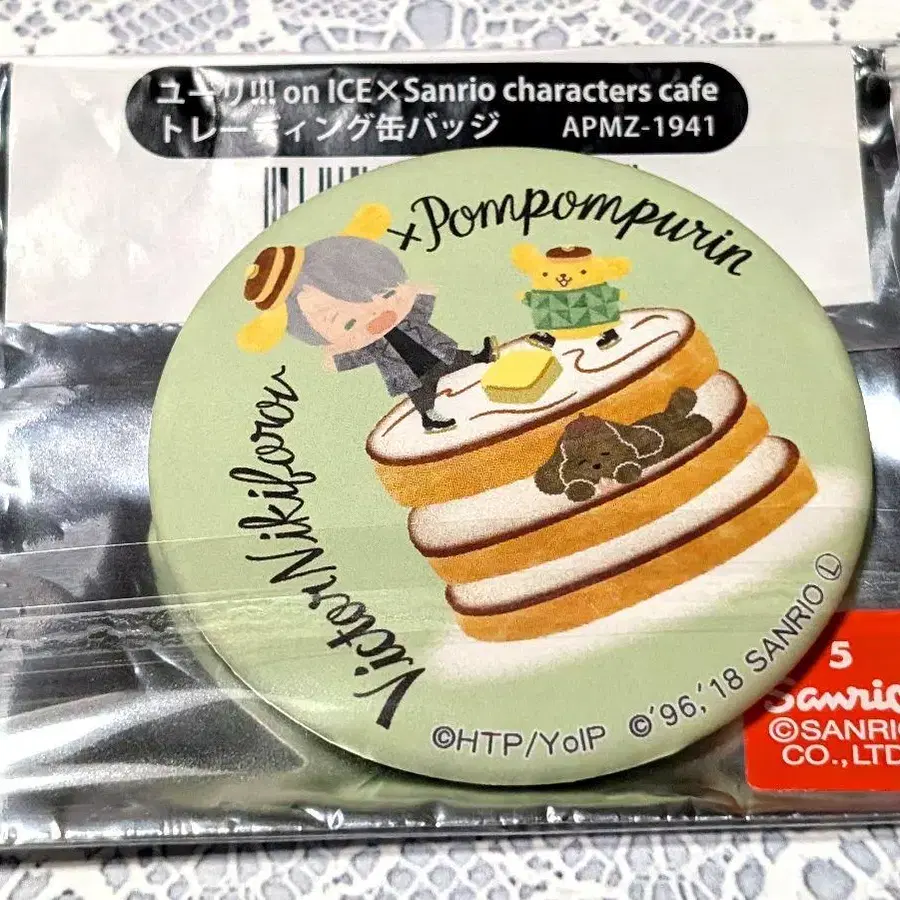 ユーリ!!! on ICE×Sanrio characters cafe
トレーディング缶バッジ APMZ-1941
×Pompompurin
Victor Nikiforov
©HTP/YoIP ©'96,'18 SANRIO Ⓛ
5
Sanrio
©SANRIO
CO.,LTD